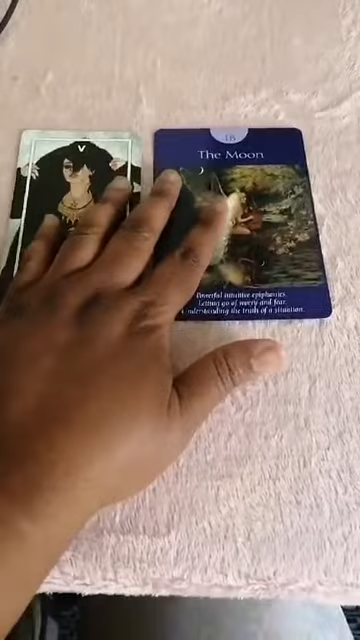 V
18
The Moon
Powerful intuitive epiphanies.
Letting go of worry and fear.
Understanding the truth of a situation.